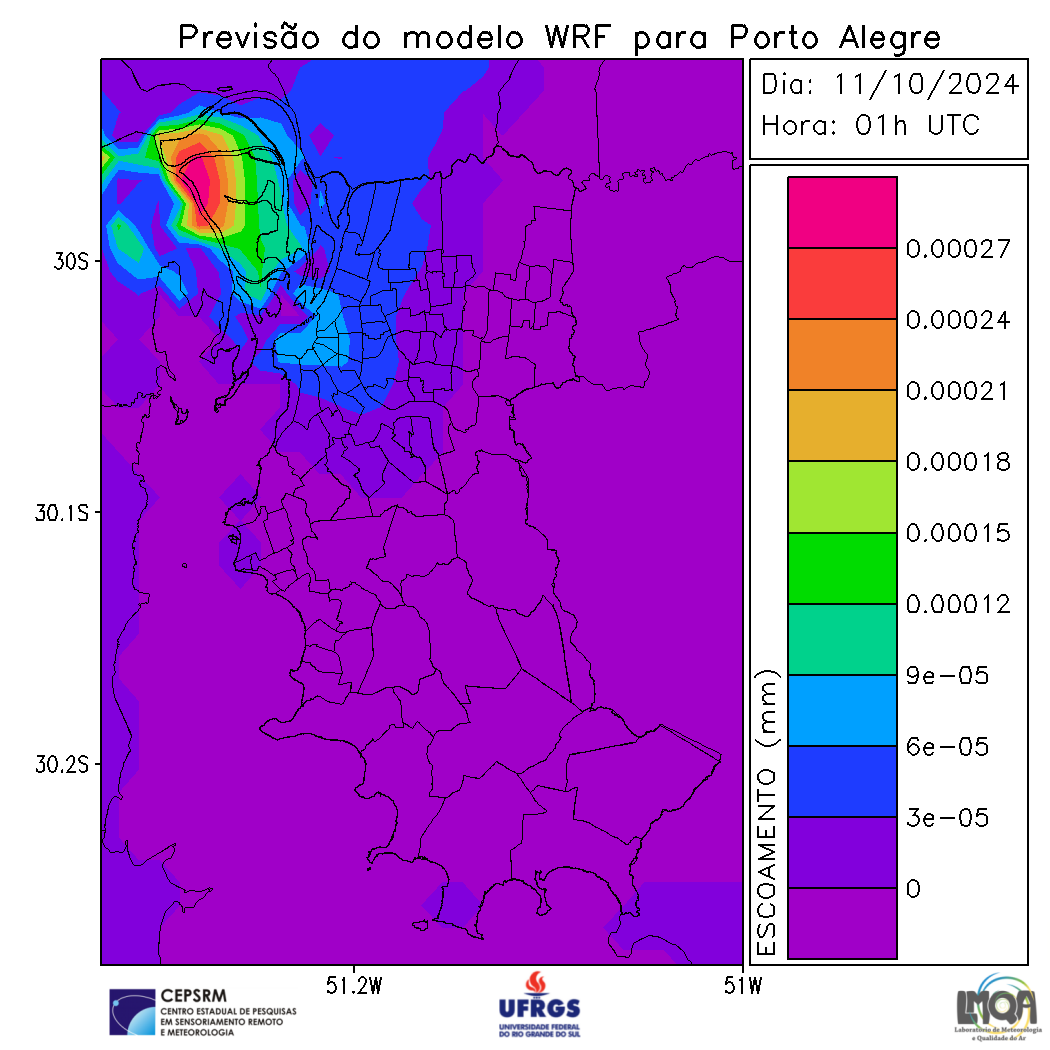 Previsão do modelo WRF para Porto Alegre
Dia: 11/10/2024
Hora: 01h UTC
30S
30.1S
30.2S
51.2W
51W
ESCOAMENTO (mm)
0.00027
0.00024
0.00021
0.00018
0.00015
0.00012
9e-05
6e-05
3e-05
0
CEPSRM
CENTRO ESTADUAL DE PESQUISAS
EM SENSORIAMENTO REMOTO
E METEOROLOGIA
UFRGS
UNIVERSIDADE FEDERAL
DO RIO GRANDE DO SUL
LMQA
Laboratório de Meteorologia
e Qualidade do Ar